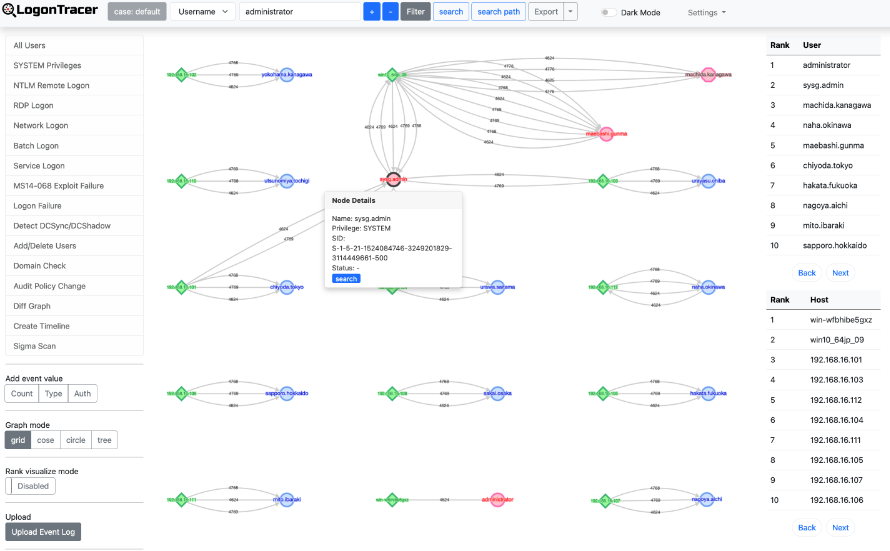 LogonTracer
case: default
Username
administrator
+
-
Filter
search
search path
Export
Dark Mode
Settings
All Users
SYSTEM Privileges
NTLM Remote Logon
RDP Logon
Network Logon
Batch Logon
Service Logon
MS14-068 Exploit Failure
Logon Failure
Detect DCSync/DCShadow
Add/Delete Users
Domain Check
Audit Policy Change
Diff Graph
Create Timeline
Sigma Scan
Add event value
Count Type Auth
Graph mode
grid cose circle tree
Rank visualize mode
Disabled
Upload
Upload Event Log
yokohama.kanagawa
machida.kanagawa
maebashi.gunma
utsunomiya.tochigi
sysg.admin
urayasu.chiba
Node Details
Name: sysg.admin
Privilege: SYSTEM
SID:
S-1-5-21-1524084746-3249201829-
3114449661-500
Status: -
search
chiyoda.tokyo
urawa.saitama
naha.okinawa
sapporo.hokkaido
sakai.osaka
hakata.fukuoka
mito.ibaraki
4624
administrator
nagoya.aichi
Rank User
1 administrator
2 sysg.admin
3 machida.kanagawa
4 naha.okinawa
5 maebashi.gunma
6 chiyoda.tokyo
7 hakata.fukuoka
8 nagoya.aichi
9 mito.ibaraki
10 sapporo.hokkaido
Back Next
Rank Host
1 win-wfbhibe5gxz
2 win10_64jp_09
3 192.168.16.101
4 192.168.16.103
5 192.168.16.112
6 192.168.16.104
7 192.168.16.111
8 192.168.16.105
9 192.168.16.107
10 192.168.16.106
Back Next